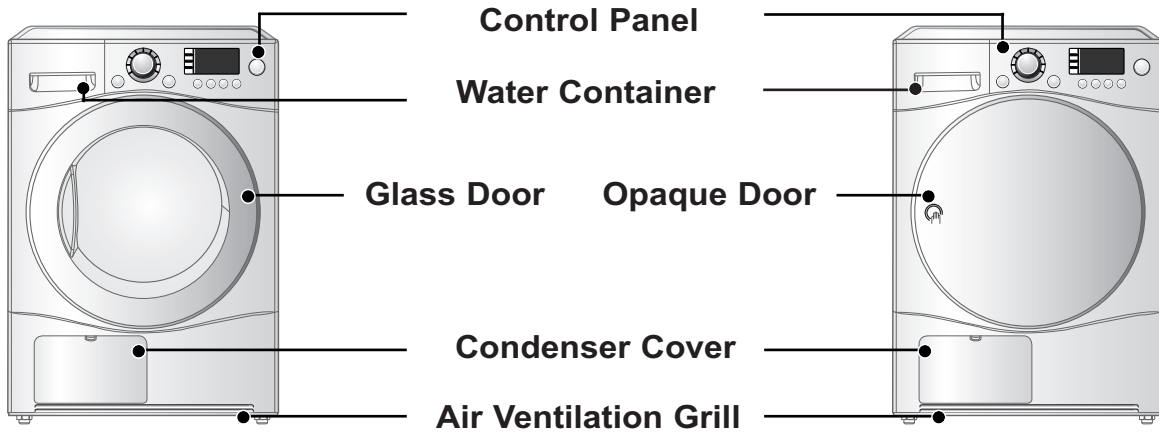 Control Panel
Water Container
Glass Door
Opaque Door
Condenser Cover
Air Ventilation Grill